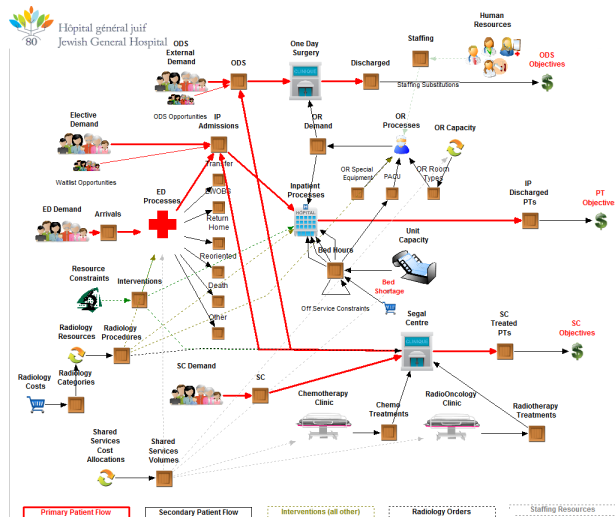 Hôpital général juif
Jewish General Hospital
80
ODS
External
Demand
ODS
One Day
Surgery
Discharged
Staffing
Human
Resources
ODS
Objectives
CLINIQUE
Staffing Substitutions
ODS Opportunities
Elective
Demand
IP
Admissions
OR
Demand
OR
Processes
OR Capacity
Waitlist Opportunities
Transfer
OR Special
Equipment
PACU
OR Room
Types
ED
Processes
LWOBS
Inpatient
Processes
IP
Discharged
PTs
PT
Objective
ED Demand
Arrivals
Return
Home
HOPITAL
Unit
Capacity
Reoriented
Bed Hours
Resource
Constraints
Interventions
Death
Bed
Shortage
Off Service Constraints
Radiology
Resources
Radiology
Procedures
Other
Segal
Centre
SC
Treated
PTs
SC
Objectives
CLINIQUE
Radiology
Costs
Radiology
Categories
SC Demand
SC
Chemotherapy
Clinic
Chemo
Treatments
RadioOncology
Clinic
Radiotherapy
Treatments
Shared
Services
Cost
Allocations
Shared
Services
Volumes
Primary Patient Flow
Secondary Patient Flow
Interventions (all other)
Radiology Orders
Staffing Resources